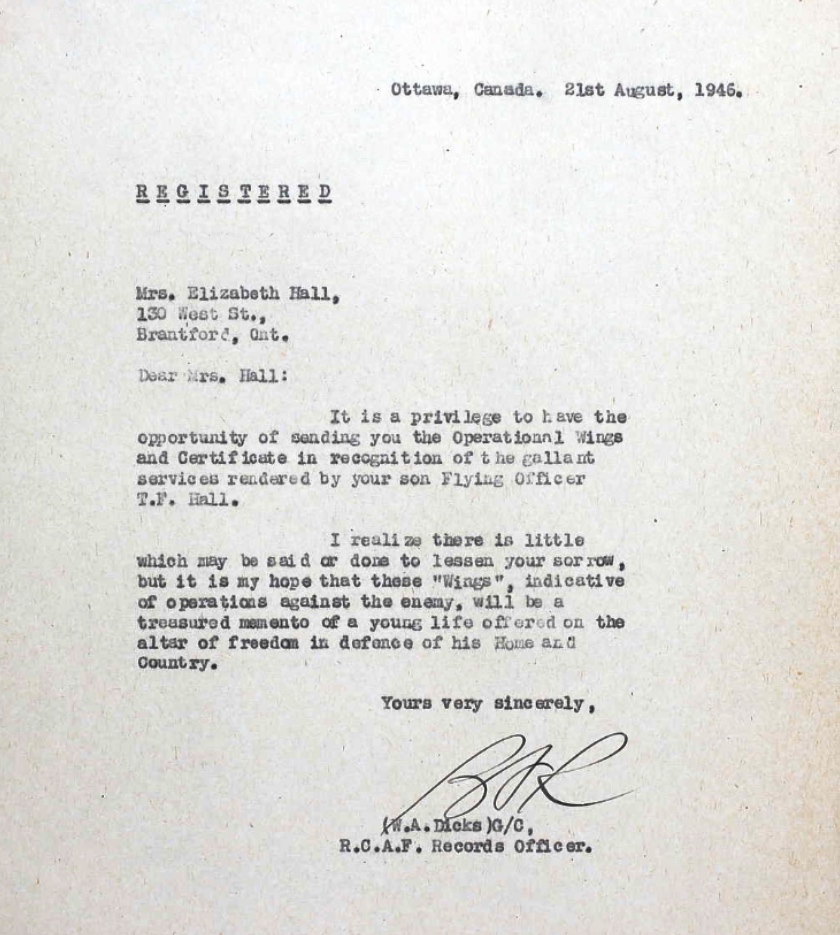 Ottawa, Canada. 21st August, 1946.
REGISTERED
Mrs. Elizabeth Hall,
130 West St.,
Brantford, Ont.
Dear Mrs. Hall:
It is a privilege to have the
opportunity of sending you the Operational Wings
and Certificate in recognition of the gallant
services rendered by your son Flying Officer
T.F. Hall.
I realize there is little
which may be said or done to lessen your sorrow,
but it is my hope that these "Wings", indicative
of operations against the enemy, will be a
treasured memento of a young life offered on the
altar of freedom in defence of his Home and
Country.
Yours very sincerely,
(W.A.Dicks)G/C,
R.C.A.F. Records Officer.